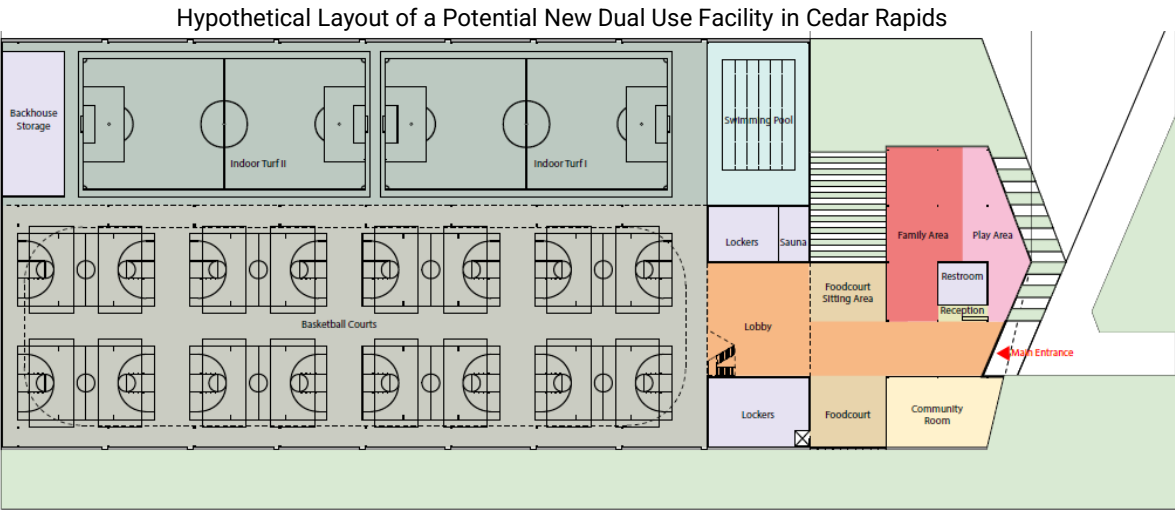 Hypothetical Layout of a Potential New Dual Use Facility in Cedar Rapids
Backhouse
Storage
Indoor Turf II
Indoor Turf I
Swimming Pool
Lockers
Sauna
Family Area
Play Area
Restroom
Reception
Foodcourt
Sitting Area
Lobby
Basketball Courts
Main Entrance
Lockers
Foodcourt
Community
Room